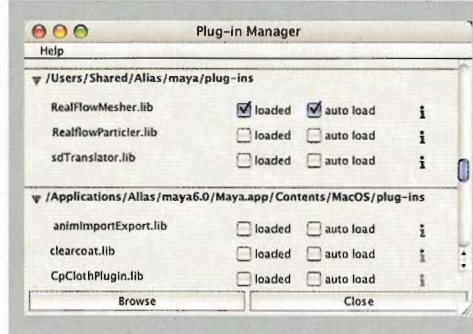 Plug-in Manager
Help
/Users/Shared/Alias/maya/plug-ins
RealFlowMesher.lib loaded auto load i
RealflowParticler.lib loaded auto load i
sdTranslator.lib loaded auto load i
/Applications/Alias/maya6.0/Maya.app/Contents/MacOS/plug-ins
animImportExport.lib loaded auto load i
clearcoat.lib loaded auto load i
CpClothPlugin.lib loaded auto load i
Browse Close